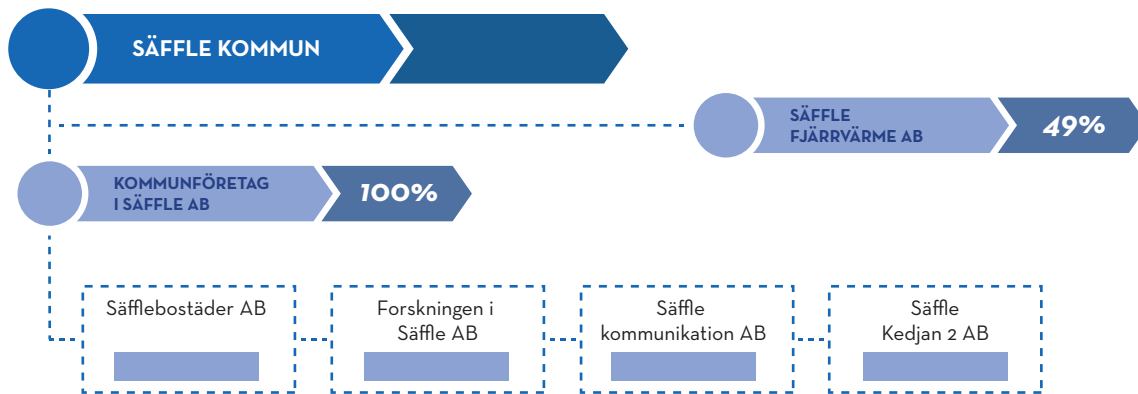 SÄFFLE KOMMUN
SÄFFLE
FJÄRRVÄRME AB
49%
KOMMUNFÖRETAG
I SÄFFLE AB
100%
Säfflebostäder AB
Forskningen i
Säffle AB
Säffle
kommunikation AB
Säffle
Kedjan 2 AB